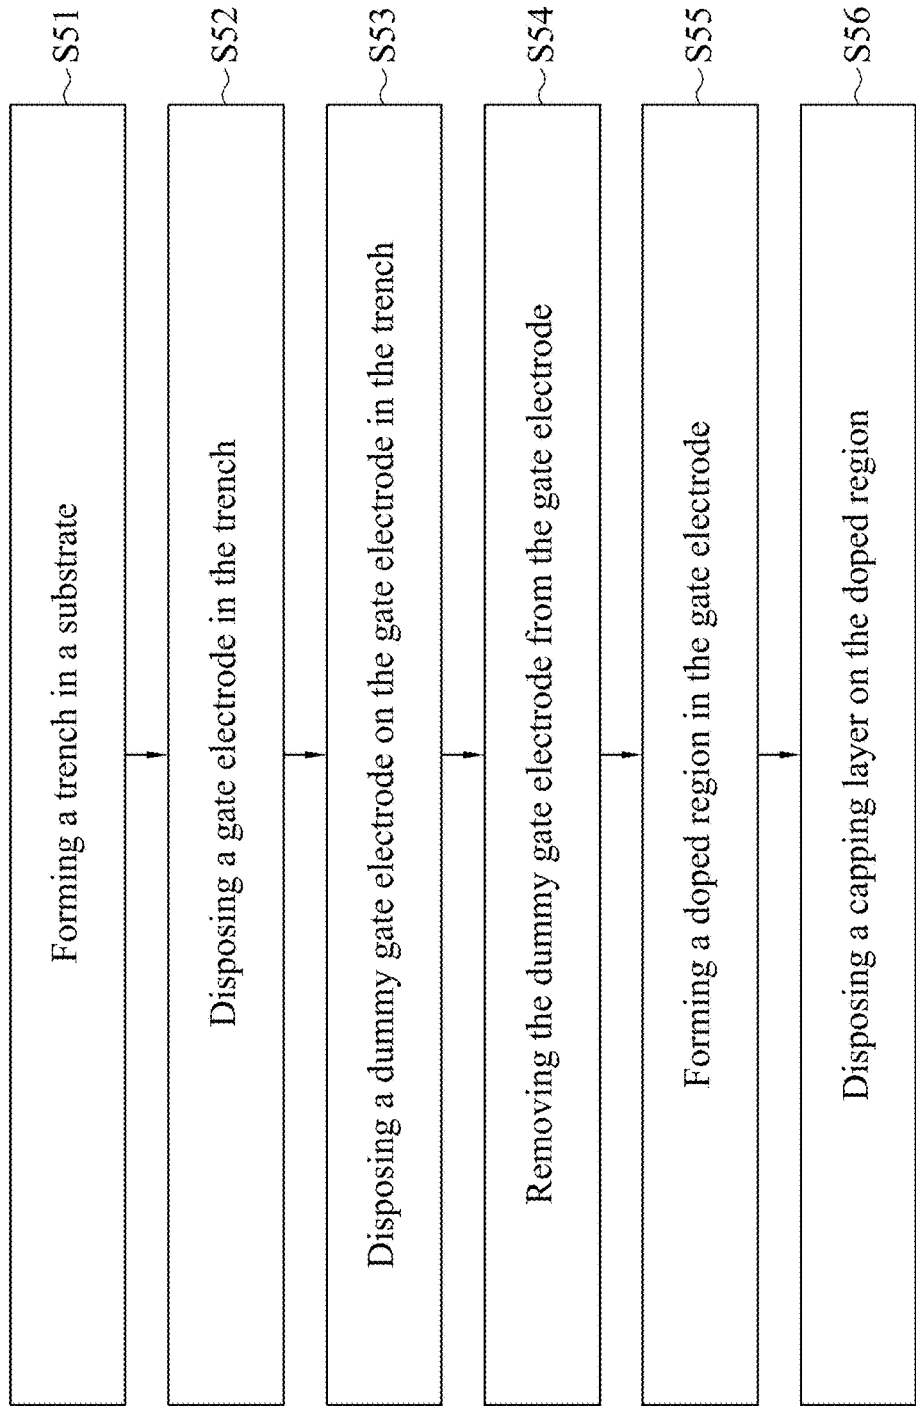 Forming a trench in a substrate
S51
Disposing a gate electrode in the trench
S52
Disposing a dummy gate electrode on the gate electrode in the trench
S53
Removing the dummy gate electrode from the gate electrode
S54
Forming a doped region in the gate electrode
S55
Disposing a capping layer on the doped region
S56